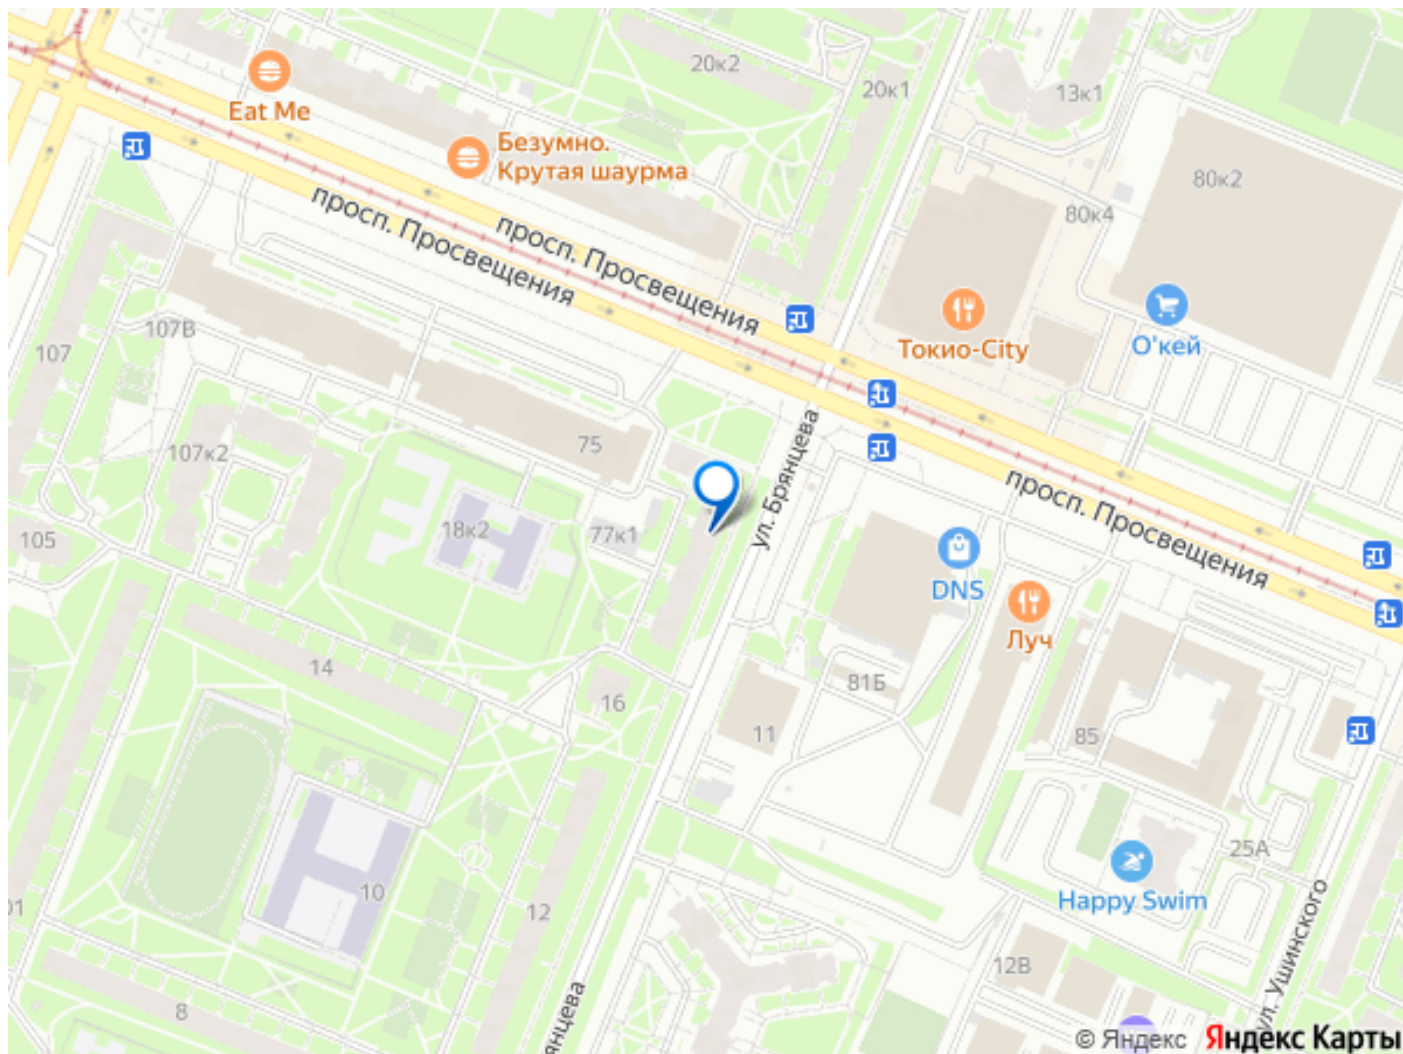 20к2
20к1
13к1
Eat Me
Безумно.
Крутая шаурма
80к2
80к4
просп. Просвещения
просп. Просвещения
О'кей
Токио-City
107В
107
75
ул. Брянцева
107к2
18к2
77к1
105
просп. Просвещения
DNS
Луч
14
16
81Б
11
85
25А
10
Happy Swim
12
01
12В
8
янцева
ул. Ушинского
© Яндекс Яндекс Карты